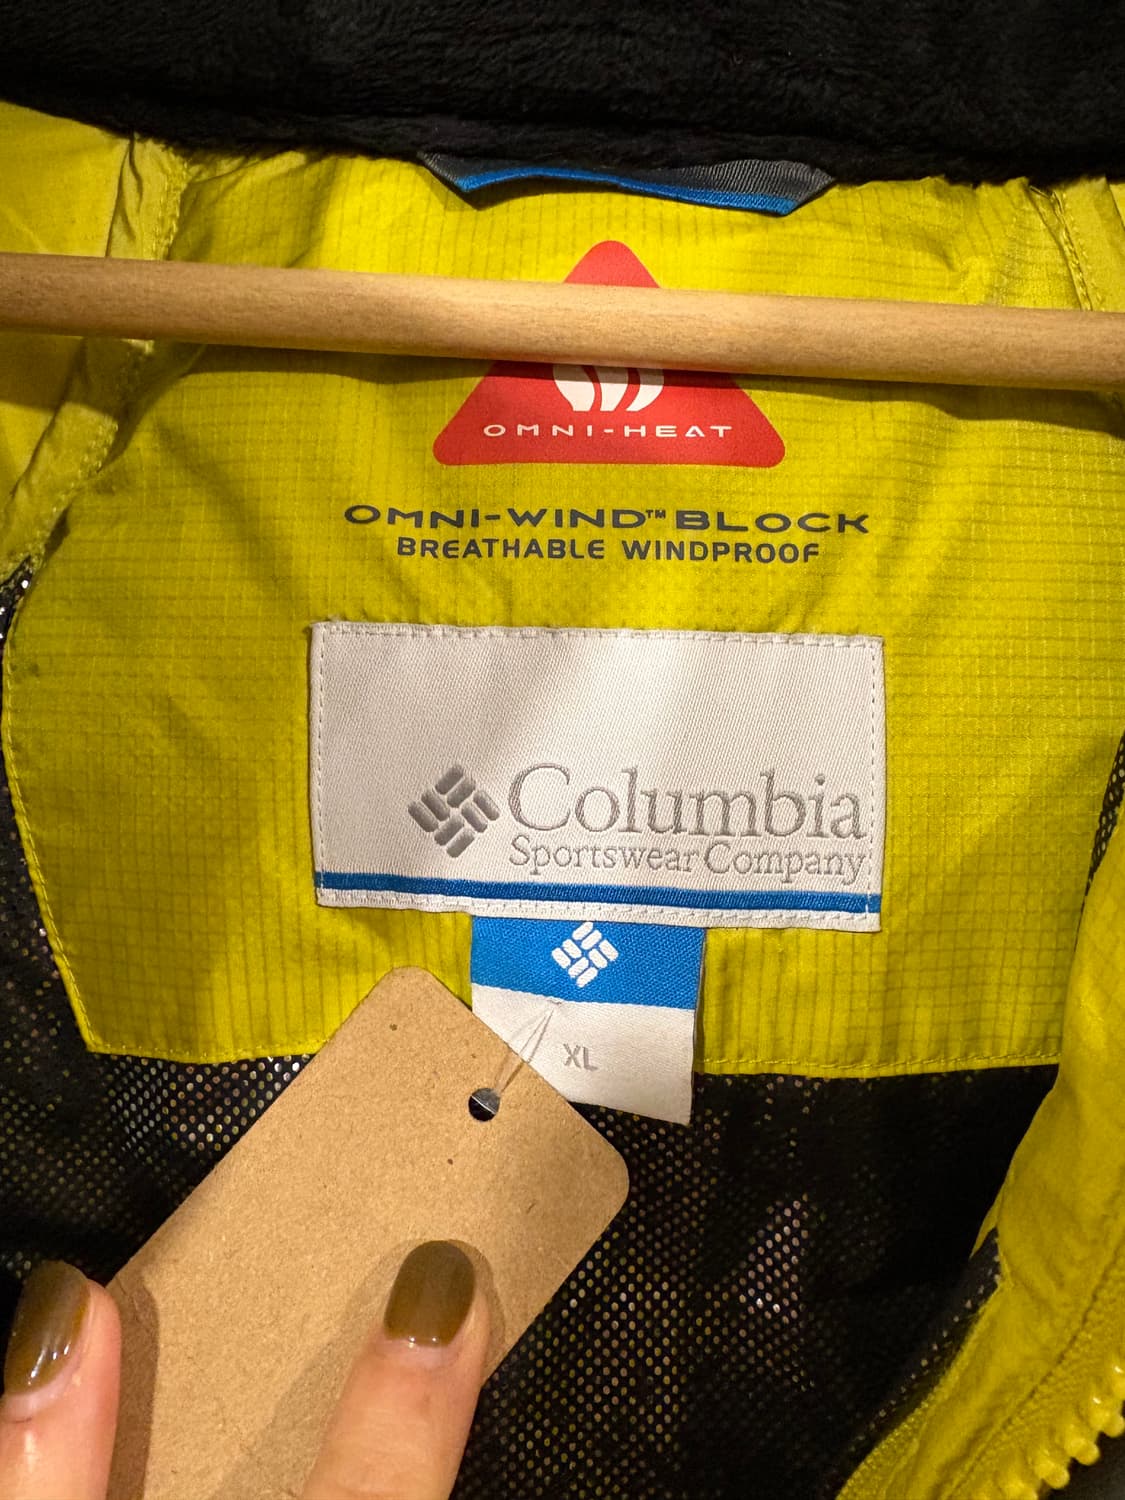 OMNI-HEAT
OMNI-WIND™ BLOCK
BREATHABLE WINDPROOF
Columbia
Sportswear Company
XL